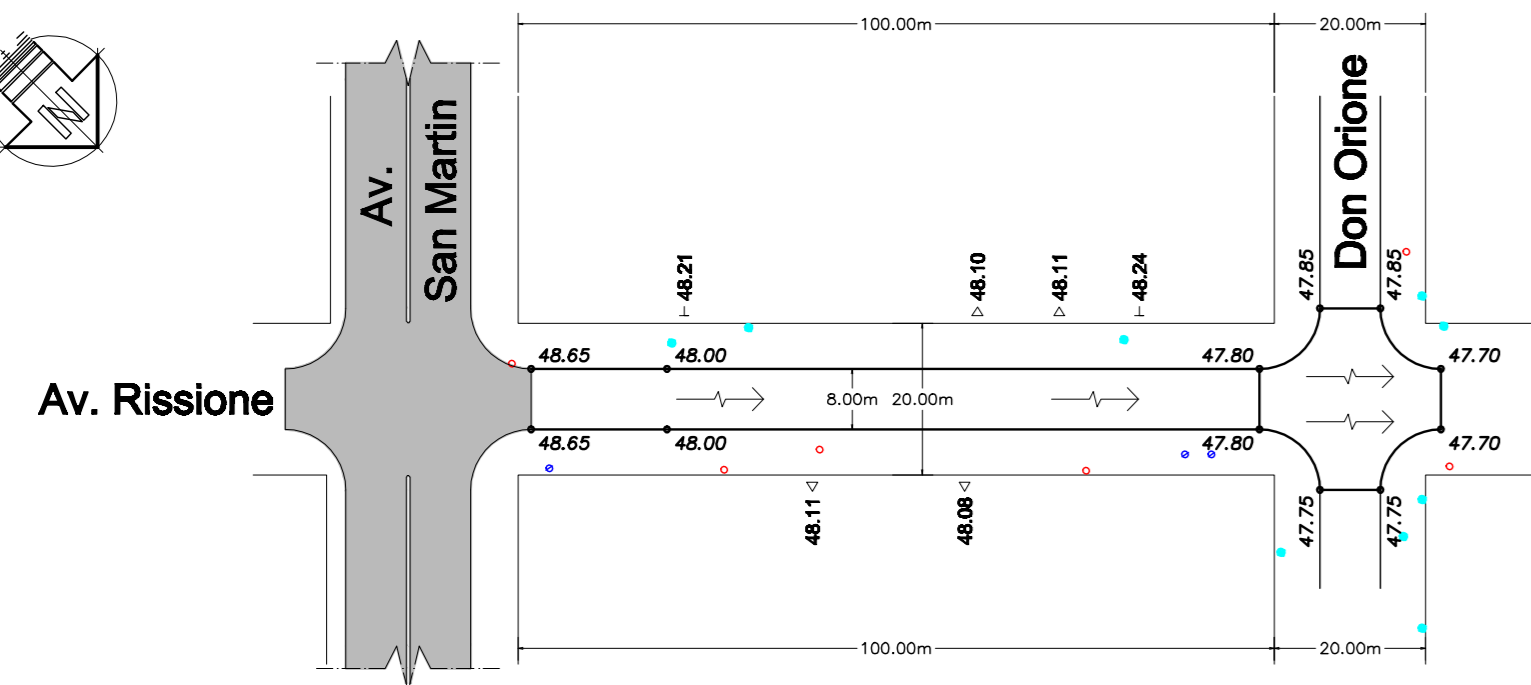 100.00m
20.00m
N
Av.
San Martin
Don Orione
48.21
48.10
48.11
48.24
47.85
47.85
48.65
48.00
47.80
47.70
Av. Rissione
8.00m
20.00m
48.65
48.00
47.80
47.70
48.11
48.08
47.75
47.75
100.00m
20.00m